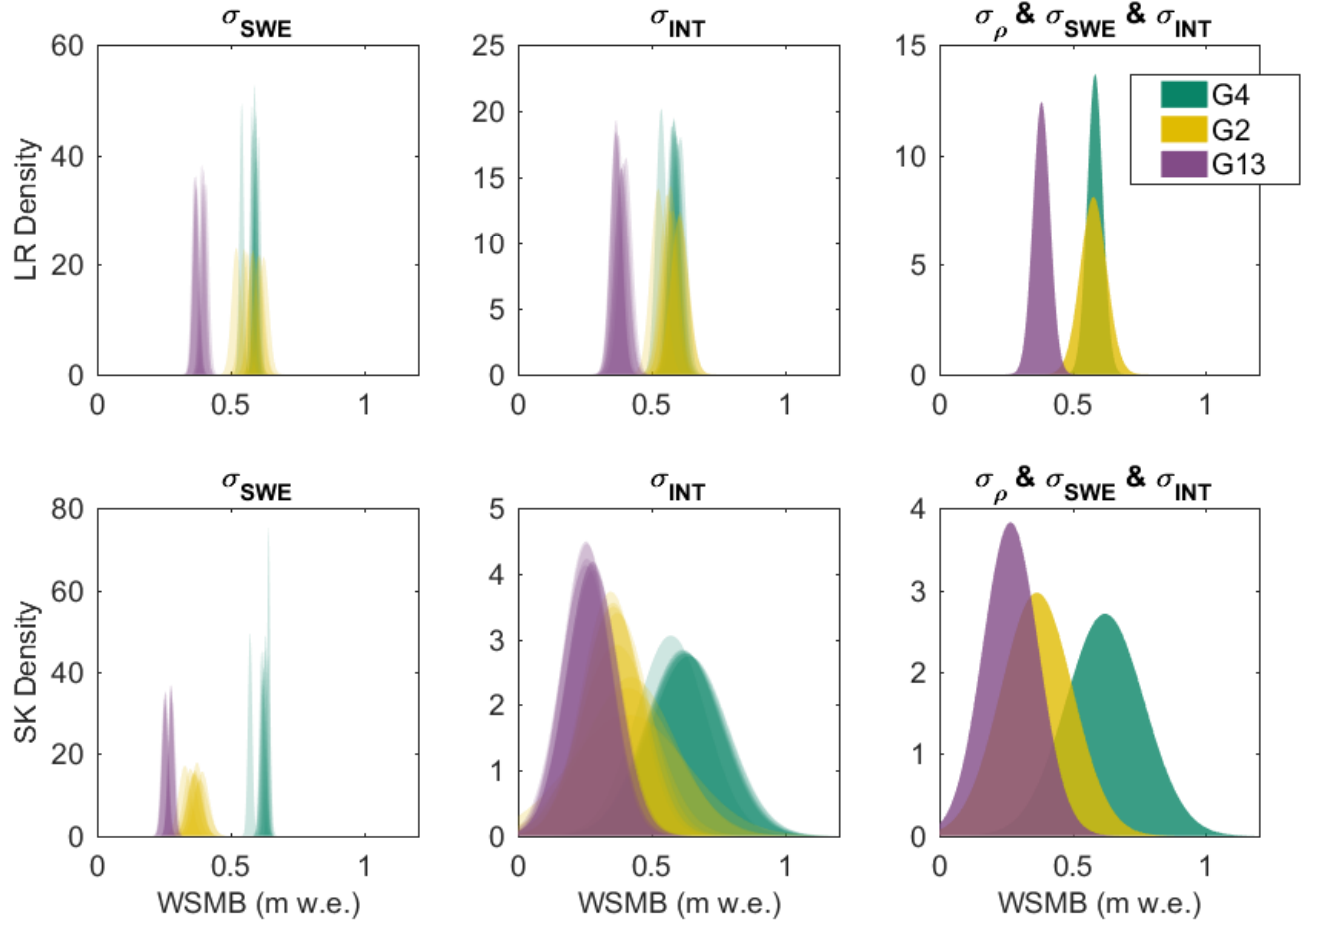 σSWE
σINT
σρ & σSWE & σINT
LR Density
60
40
20
0
0 0.5 1
25
20
15
10
5
0
0 0.5 1
15
10
5
0
0 0.5 1
G4
G2
G13
σSWE
σINT
σρ & σSWE & σINT
SK Density
80
60
40
20
0
0 0.5 1
WSMB (m w.e.)
5
4
3
2
1
0
0 0.5 1
WSMB (m w.e.)
4
3
2
1
0
0 0.5 1
WSMB (m w.e.)